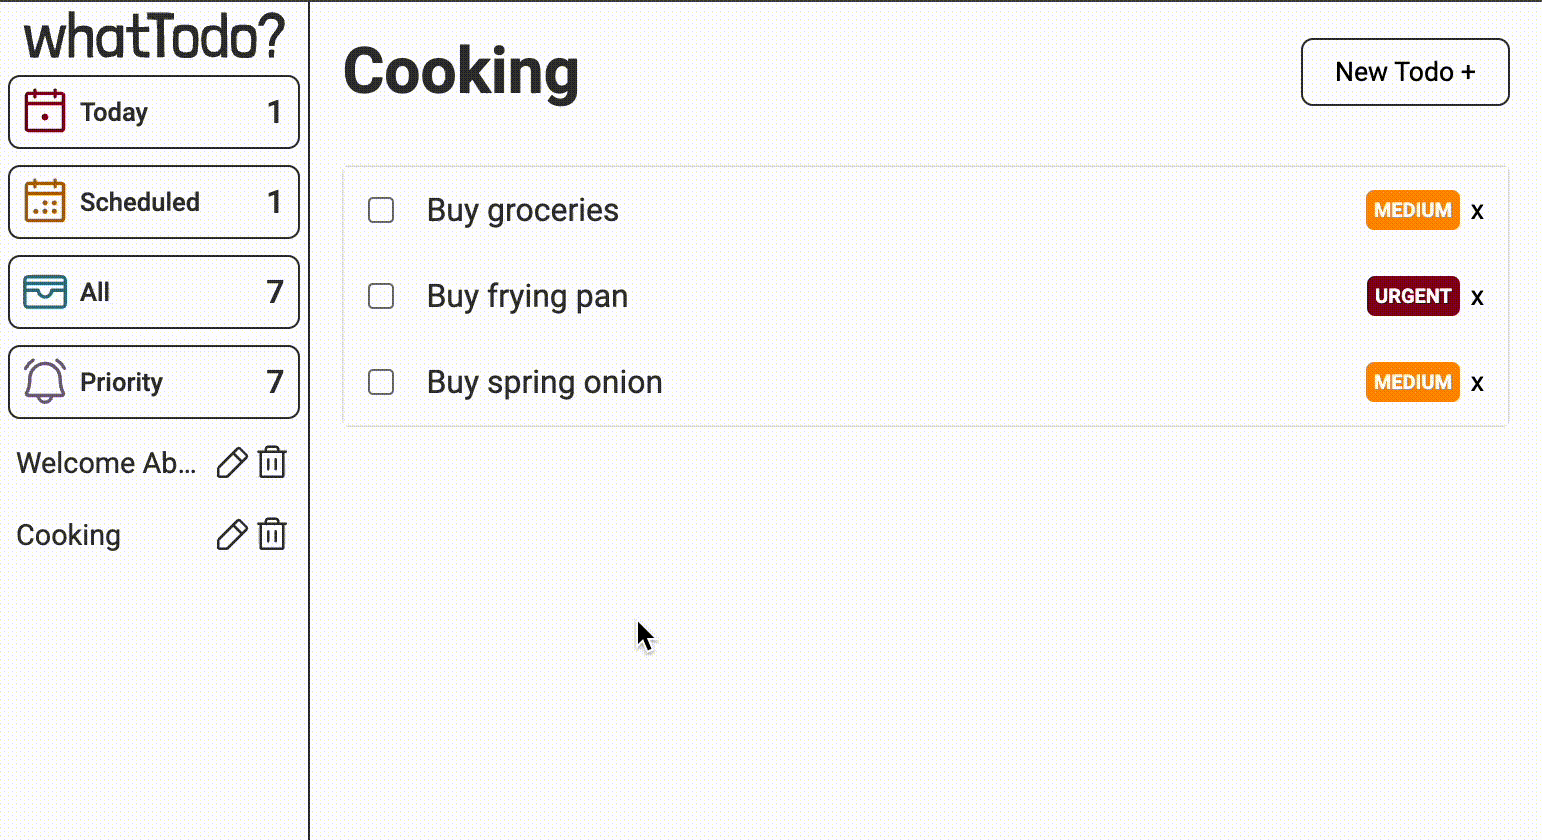 whatTodo?
Today 1
Scheduled 1
All 7
Priority 7
Welcome Ab...
Cooking
Cooking
New Todo +
Buy groceries MEDIUM x
Buy frying pan URGENT x
Buy spring onion MEDIUM x